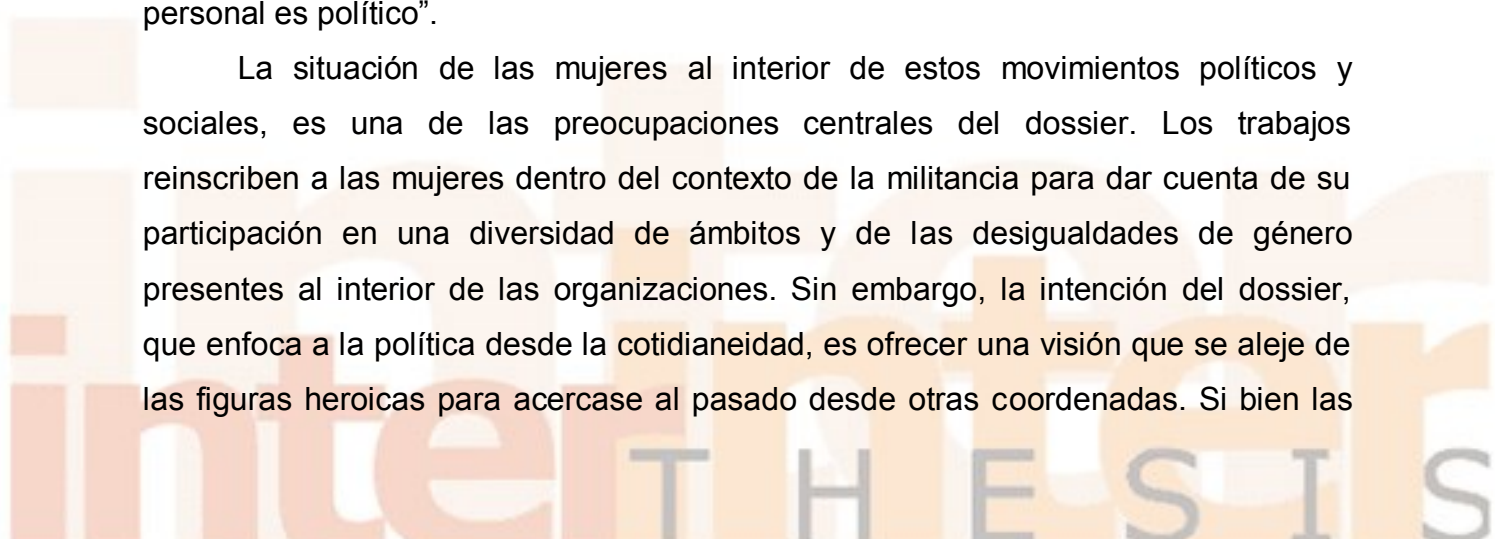 personal es político”.
La situación de las mujeres al interior de estos movimientos políticos y
sociales, es una de las preocupaciones centrales del dossier. Los trabajos
reinscriben a las mujeres dentro del contexto de la militancia para dar cuenta de su
participación en una diversidad de ámbitos y de las desigualdades de género
presentes al interior de las organizaciones. Sin embargo, la intención del dossier,
que enfoca a la política desde la cotidianeidad, es ofrecer una visión que se aleje de
las figuras heroicas para acercase al pasado desde otras coordenadas. Si bien las
inter
inter
THESIS